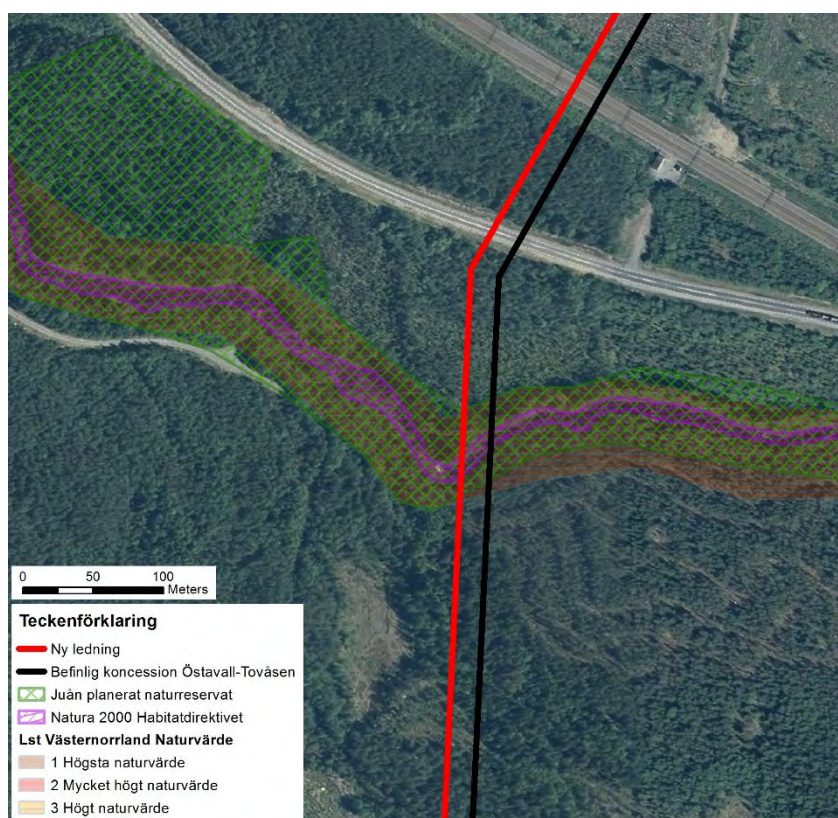 0 50 100
Meters
Teckenförklaring
Ny ledning
Befinlig koncession Östavall-Tovåsen
Juån planerat naturreservat
Natura 2000 Habitatdirektivet
Lst Västernorrland Naturvärde
1 Högsta naturvärde
2 Mycket högt naturvärde
3 Högt naturvärde